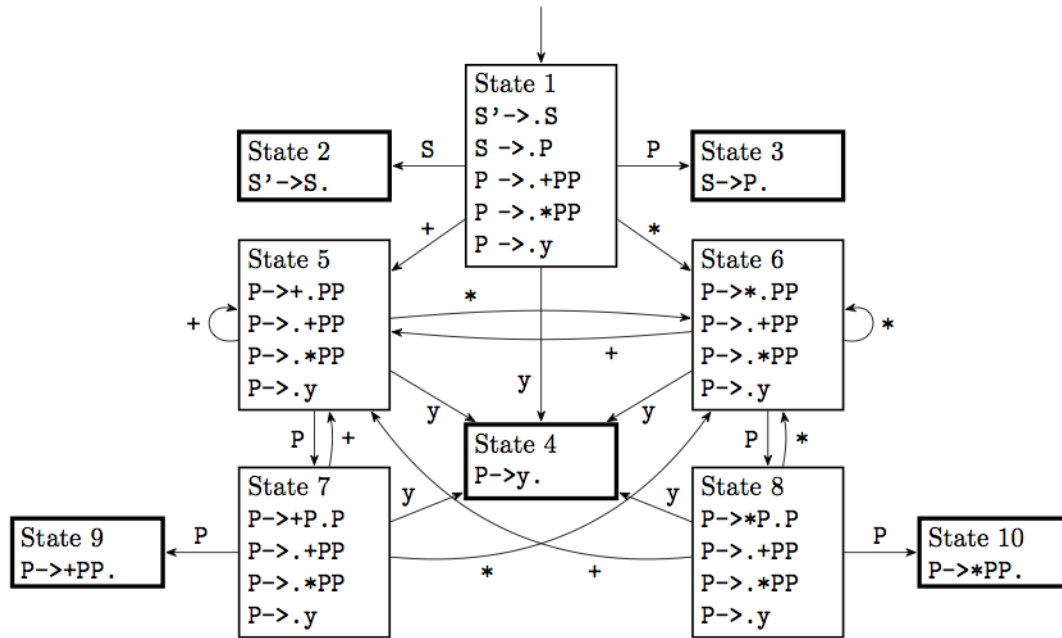 State 1
S'->.S
S ->.P
P ->.+PP
P ->.*PP
P ->.y
State 2
S'->S.
S
P
State 3
S->P.
+
*
State 5
P->+.PP
P->.+PP
P->.*PP
P->.y
State 6
P->*.PP
P->.+PP
P->.*PP
P->.y
+
*
+
*
y
y
y
P
+
P
*
State 4
P->y.
State 7
P->+P.P
P->.+PP
P->.*PP
P->.y
y
y
State 8
P->*P.P
P->.+PP
P->.*PP
P->.y
State 9
P->+PP.
P
*
+
P
State 10
P->*PP.